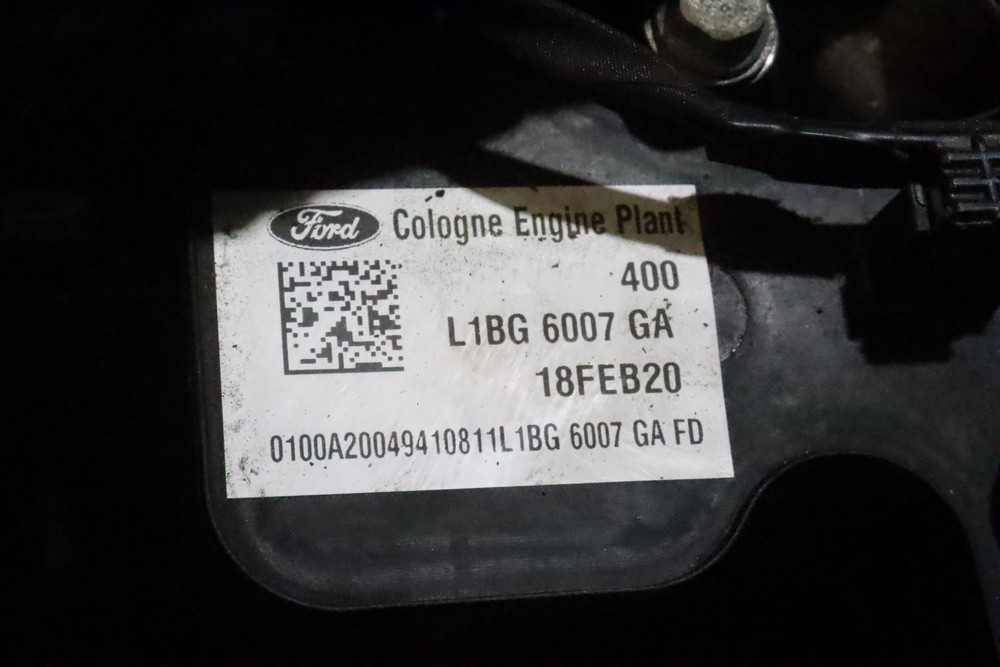 Ford Cologne Engine Plant
400
L1BG 6007 GA
18FEB20
0100A20049410811L1BG 6007 GA FD